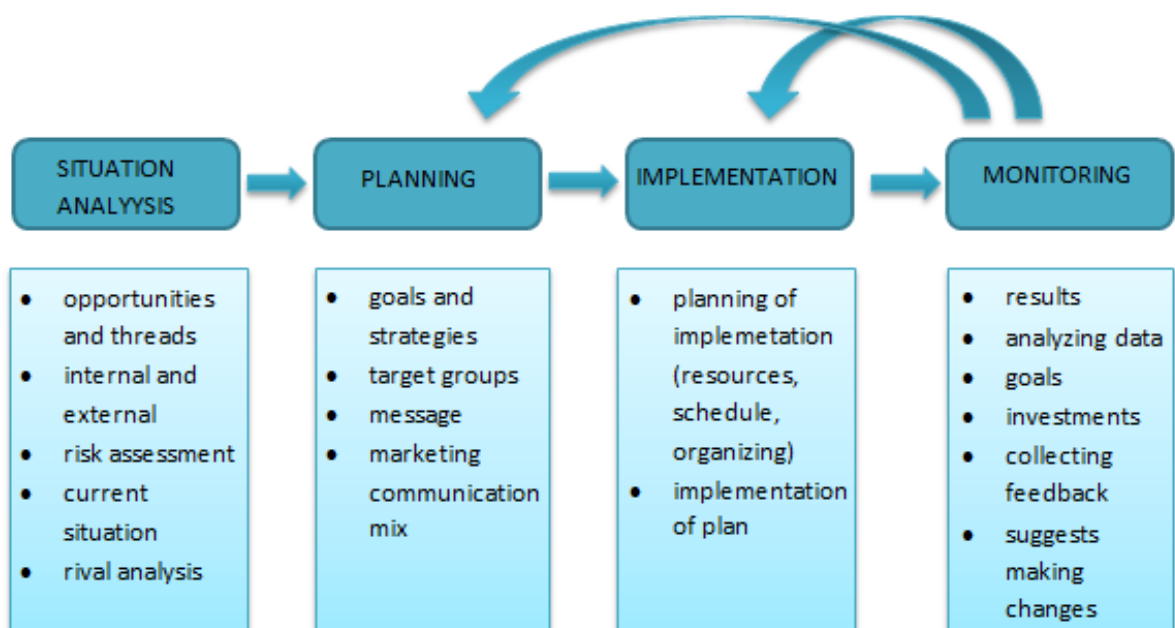 SITUATION
ANALYYSIS
PLANNING
IMPLEMENTATION
MONITORING
• opportunities
and threads
• internal and
external
• risk assessment
• current
situation
• rival analysis
• goals and
strategies
• target groups
• message
• marketing
communication
mix
• planning of
implemetation
(resources,
schedule,
organizing)
• implementation
of plan
• results
• analyzing data
• goals
• investments
• collecting
feedback
• suggests
making
changes